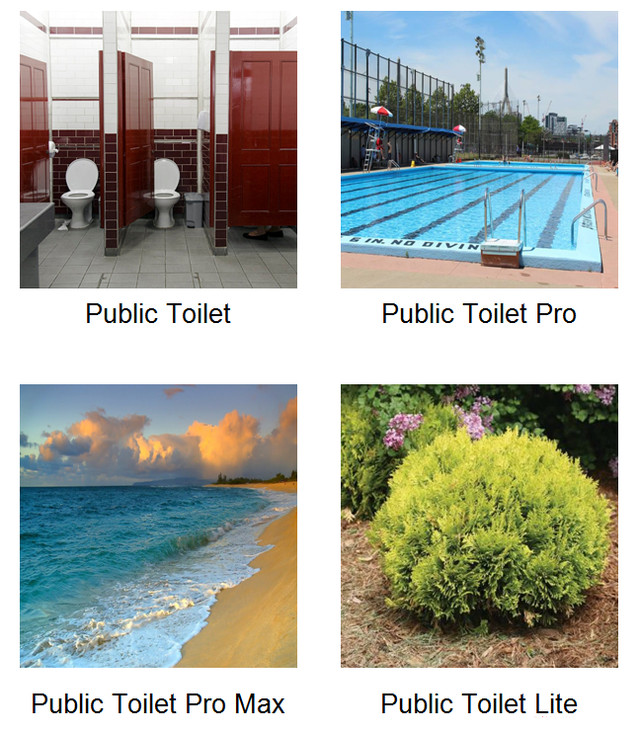 6 IN. NO DIVIN
Public Toilet
Public Toilet Pro
Public Toilet Pro Max
Public Toilet Lite